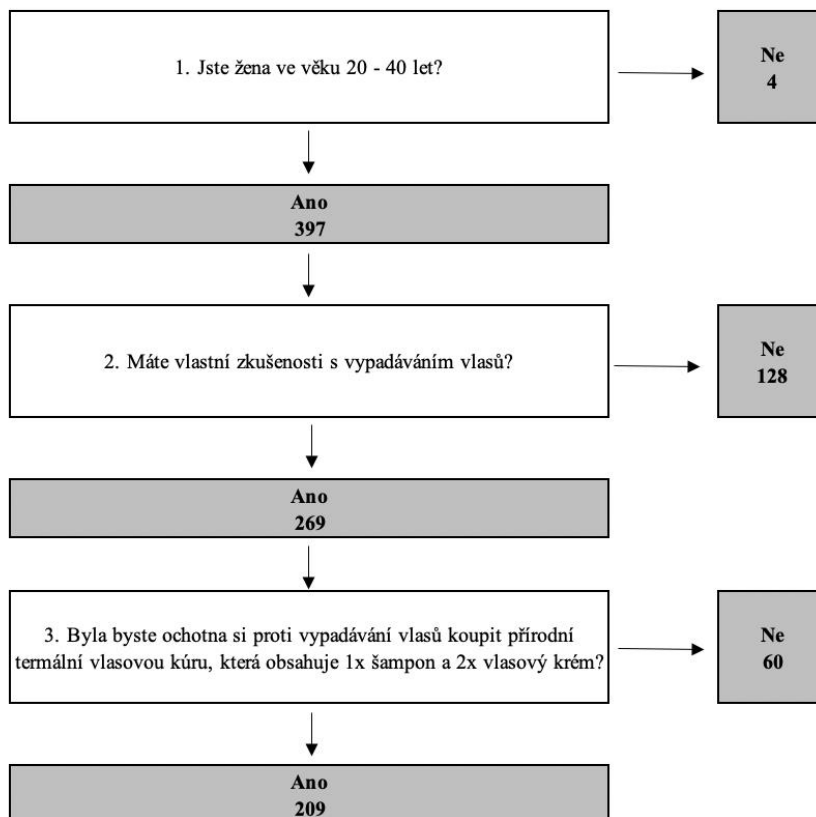 1. Jste žena ve věku 20 - 40 let?
Ne
4
Ano
397
2. Máte vlastní zkušenosti s vypadáváním vlasů?
Ne
128
Ano
269
3. Byla byste ochotna si proti vypadávání vlasů koupit přírodní
termální vlasovou kúru, která obsahuje 1x šampon a 2x vlasový krém?
Ne
60
Ano
209